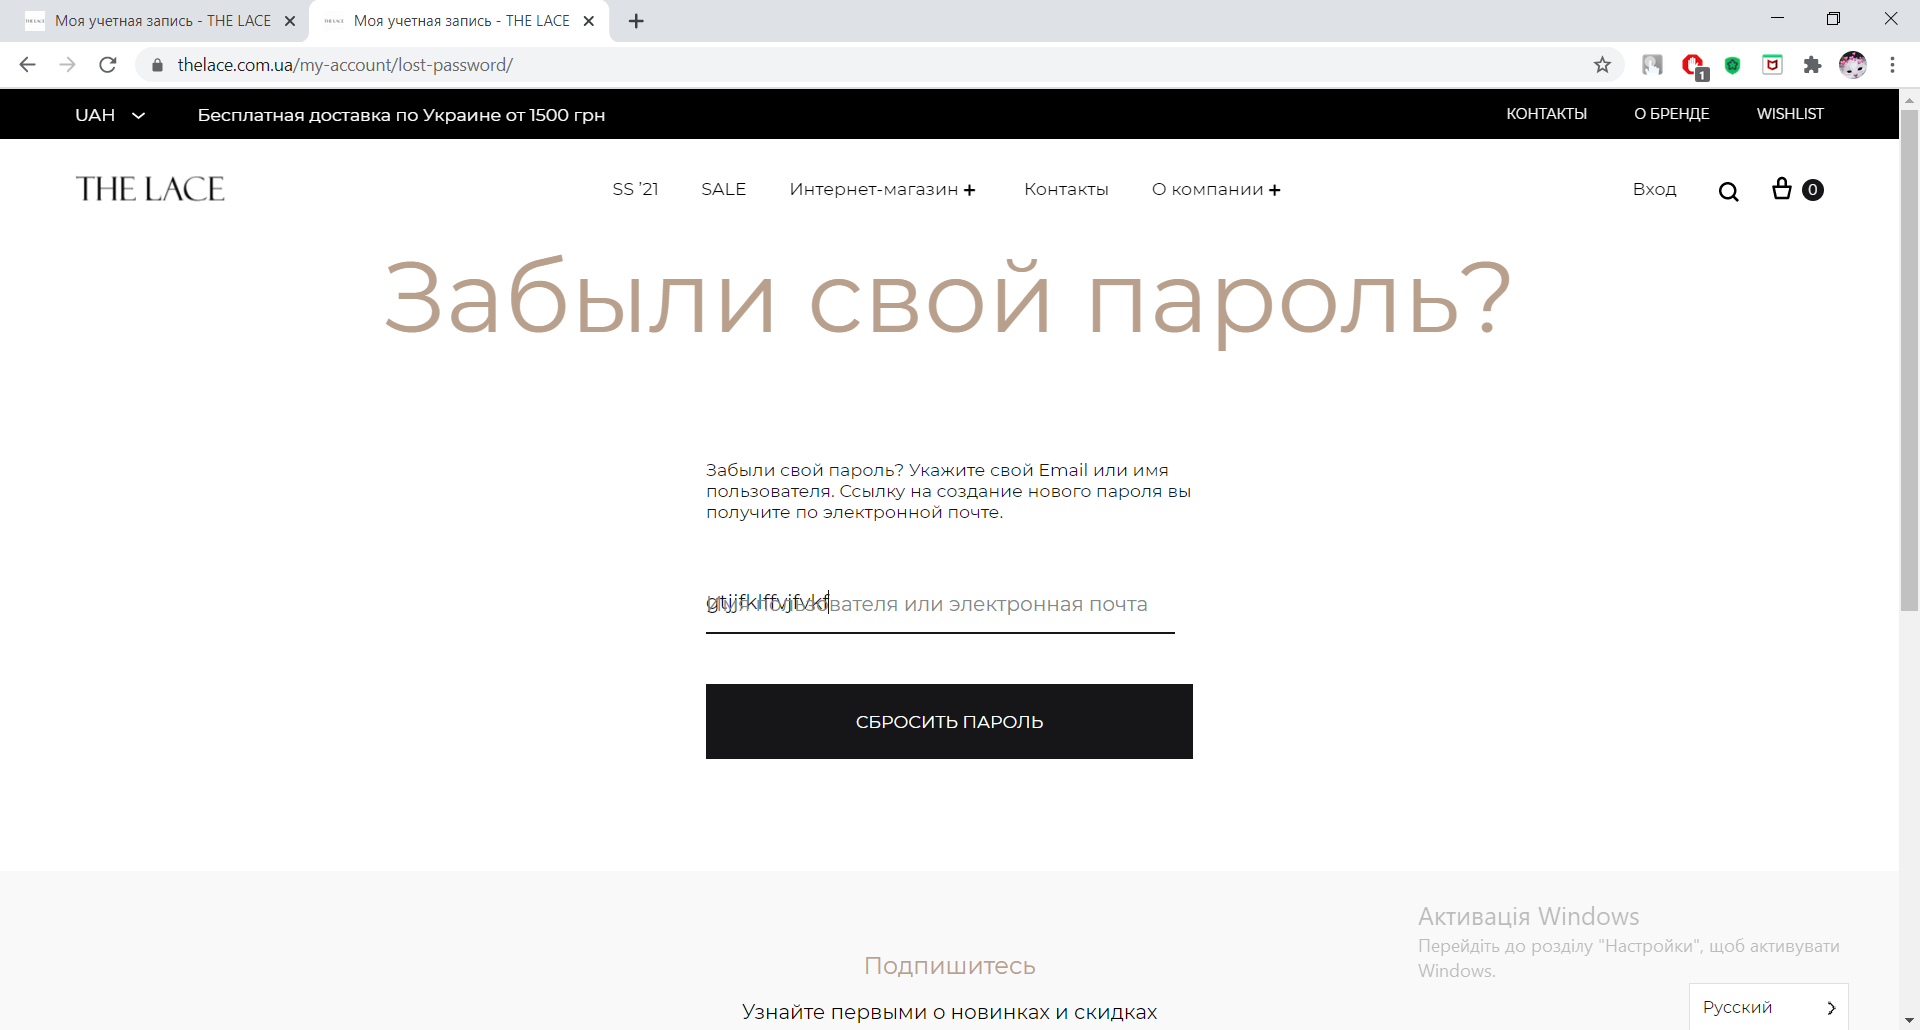 Моя учетная запись - THE LACE
Моя учетная запись - THE LACE
thelace.com.ua/my-account/lost-password/
1
UAH
Бесплатная доставка по Украине от 1500 грн
КОНТАКТЫ
О БРЕНДЕ
WISHLIST
THE LACE
SS ’21
SALE
Интернет-магазин +
Контакты
О компании +
Вход
0
Забыли свой пароль?
Забыли свой пароль? Укажите свой Email или имя
пользователя. Ссылку на создание нового пароля вы
получите по электронной почте.
Имя пользователя или электронная почта
СБРОСИТЬ ПАРОЛЬ
Активація Windows
Перейдіть до розділу "Настройки", щоб активувати
Windows.
Подпишитесь
Узнайте первыми о новинках и скидках
Русский